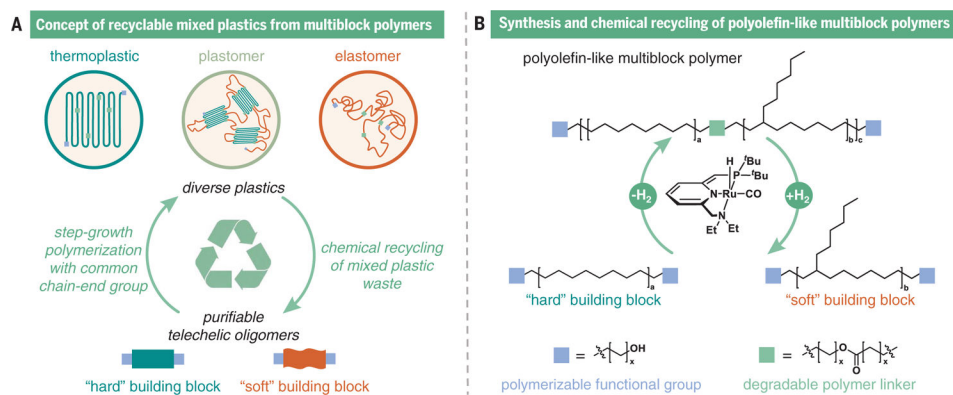 A Concept of recyclable mixed plastics from multiblock polymers
thermoplastic
plastomer
elastomer
diverse plastics
step-growth
polymerization
with common
chain-end group
chemical recycling
of mixed plastic
waste
purifiable
telechelic oligomers
"hard" building block
"soft" building block
B Synthesis and chemical recycling of polyolefin-like multiblock polymers
polyolefin-like multiblock polymer
a
b
c
H
tBu
P
tBu
N
Ru
CO
N
Et
Et
-H2
+H2
a
"hard" building block
b
"soft" building block
= x OH
polymerizable functional group
= x O O x
degradable polymer linker